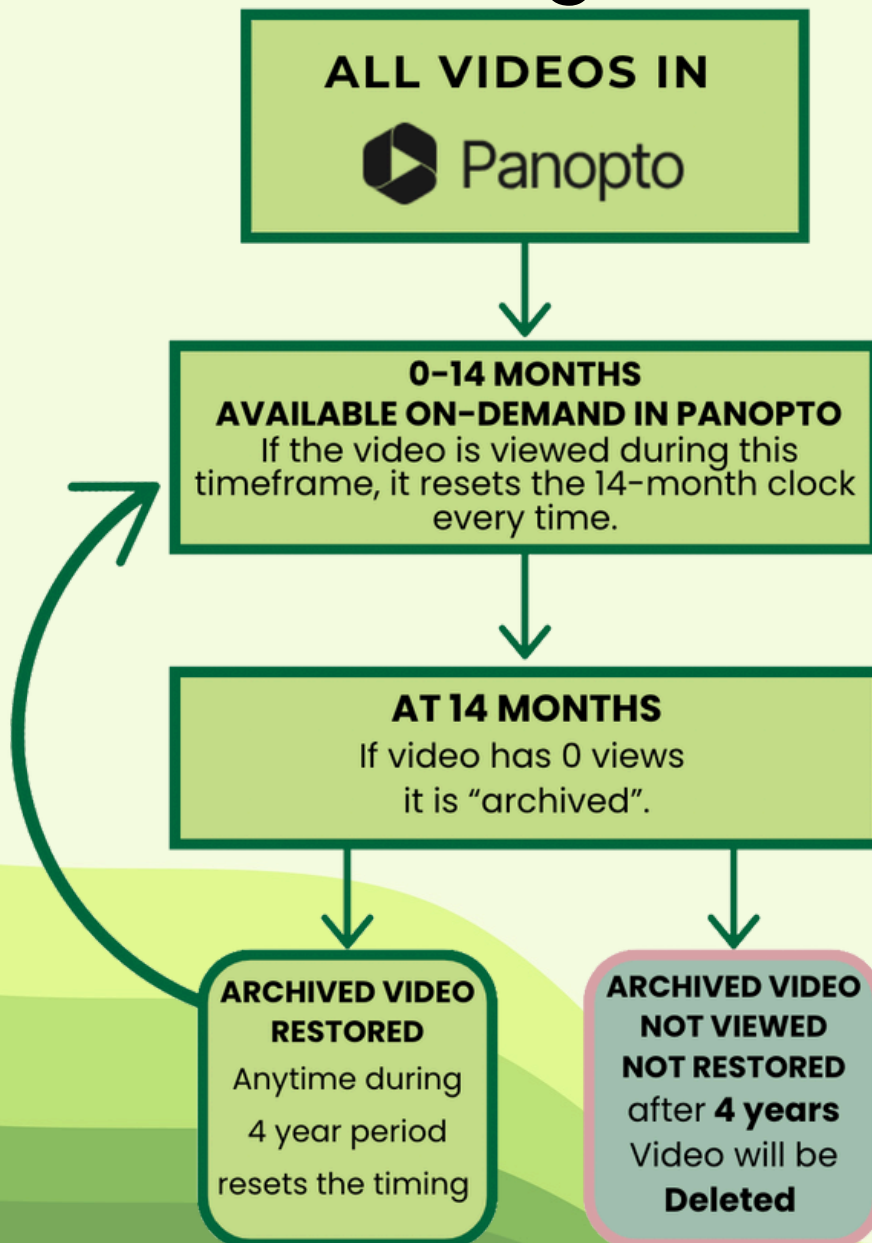 ALL VIDEOS IN
Panopto
0-14 MONTHS
AVAILABLE ON-DEMAND IN PANOPTO
If the video is viewed during this
timeframe, it resets the 14-month clock
every time.
AT 14 MONTHS
If video has 0 views
it is “archived”.
ARCHIVED VIDEO
RESTORED
Anytime during
4 year period
resets the timing
ARCHIVED VIDEO
NOT VIEWED
NOT RESTORED
after 4 years
Video will be
Deleted